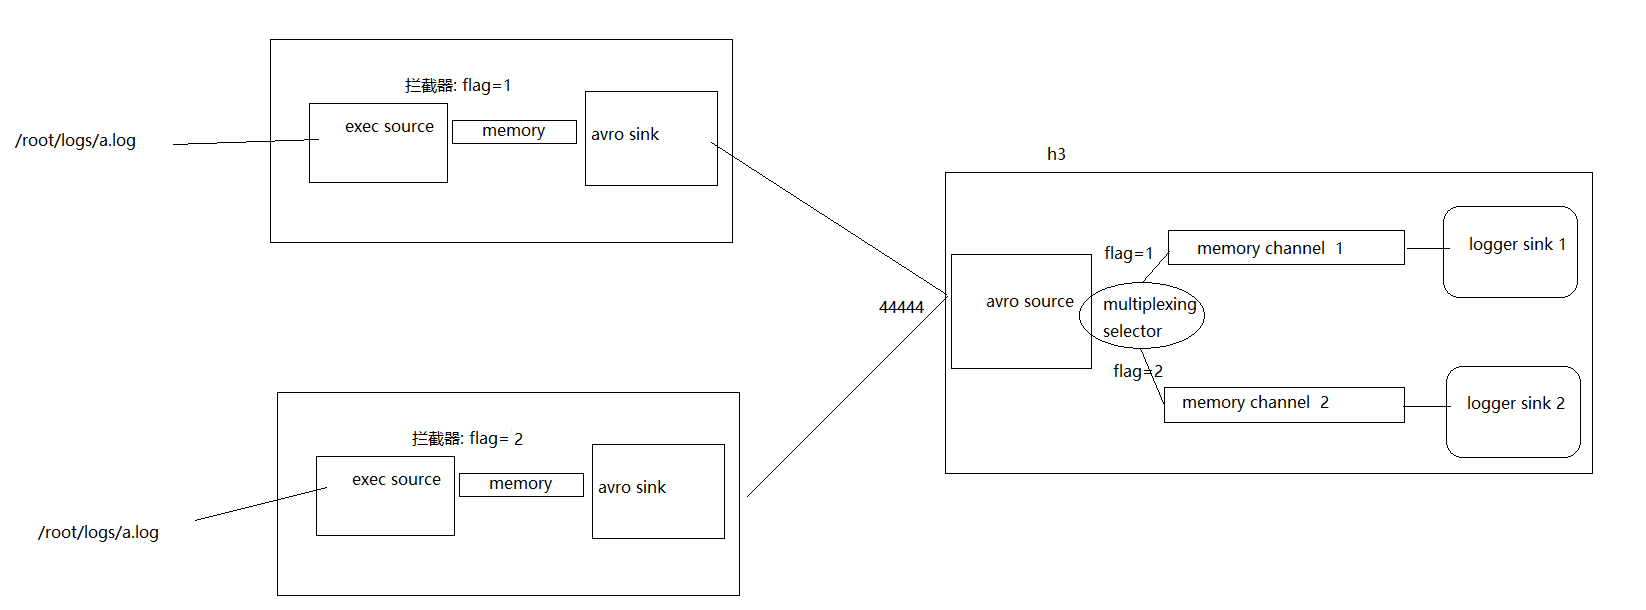 拦截器: flag=1
exec source
memory
avro sink
/root/logs/a.log
h3
44444
avro source
multiplexing
selector
flag=1
memory channel 1
logger sink 1
flag=2
memory channel 2
logger sink 2
拦截器: flag= 2
exec source
memory
avro sink
/root/logs/a.log